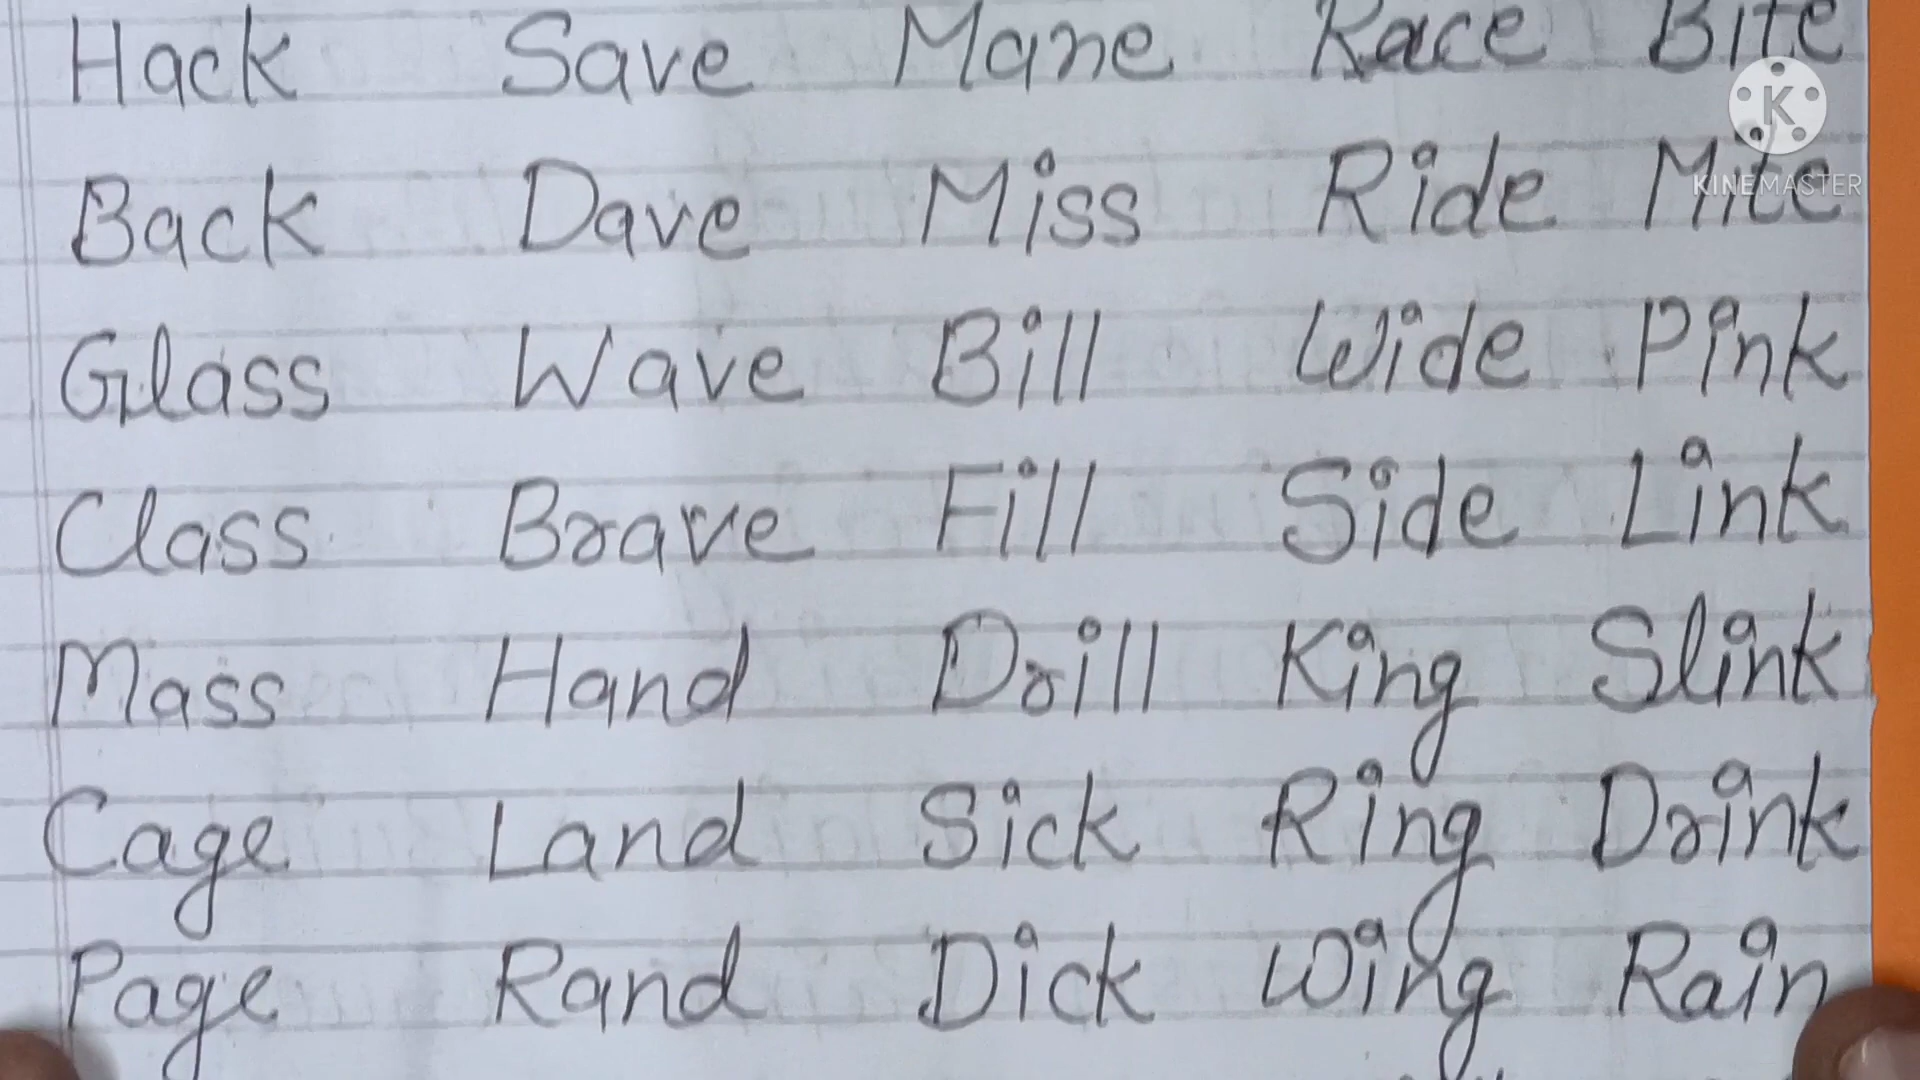 Hack Save Mane Race Bite
Back Dave Miss Ride Mite
Glass Wave Bill Wide Pink
Class Brave Fill Side Link
Mass Hand Drill King Slink
Cage Land Sick Ring Drink
Page Rand Dick Wing Rain
K
KINEMASTER